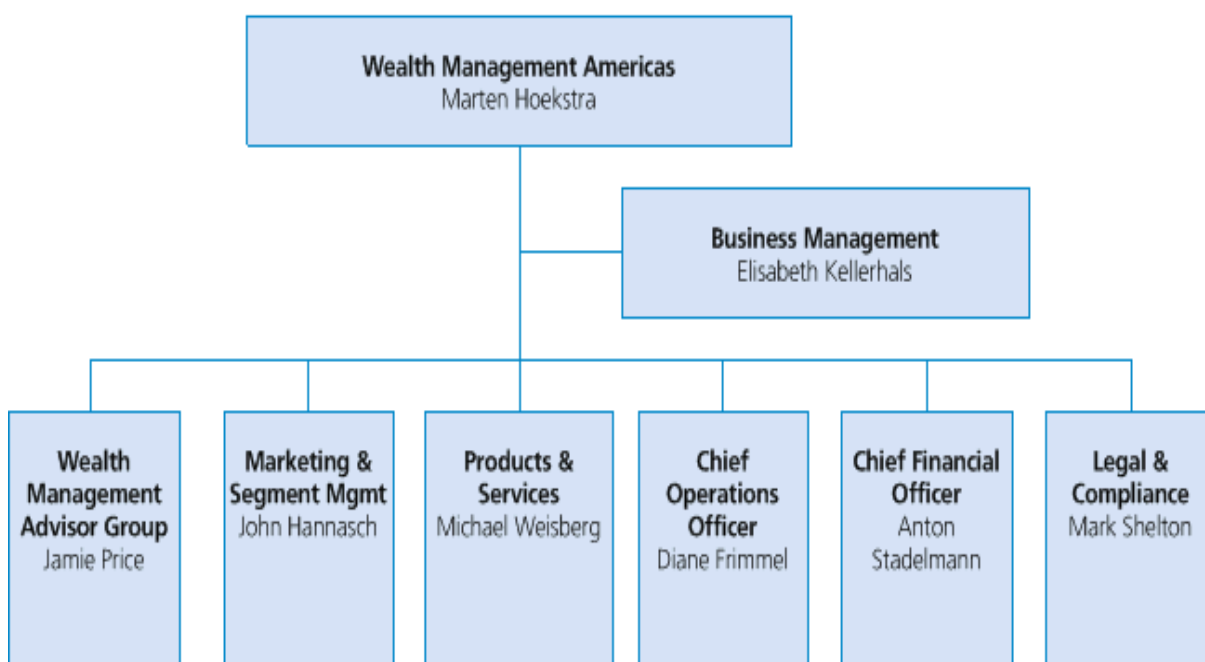 Wealth Management Americas
Marten Hoekstra
Business Management
Elisabeth Kellerhals
Wealth
Management
Advisor Group
Jamie Price
Marketing &
Segment Mgmt
John Hannasch
Products &
Services
Michael Weisberg
Chief
Operations
Officer
Diane Frimmel
Chief Financial
Officer
Anton
Stadelmann
Legal &
Compliance
Mark Shelton